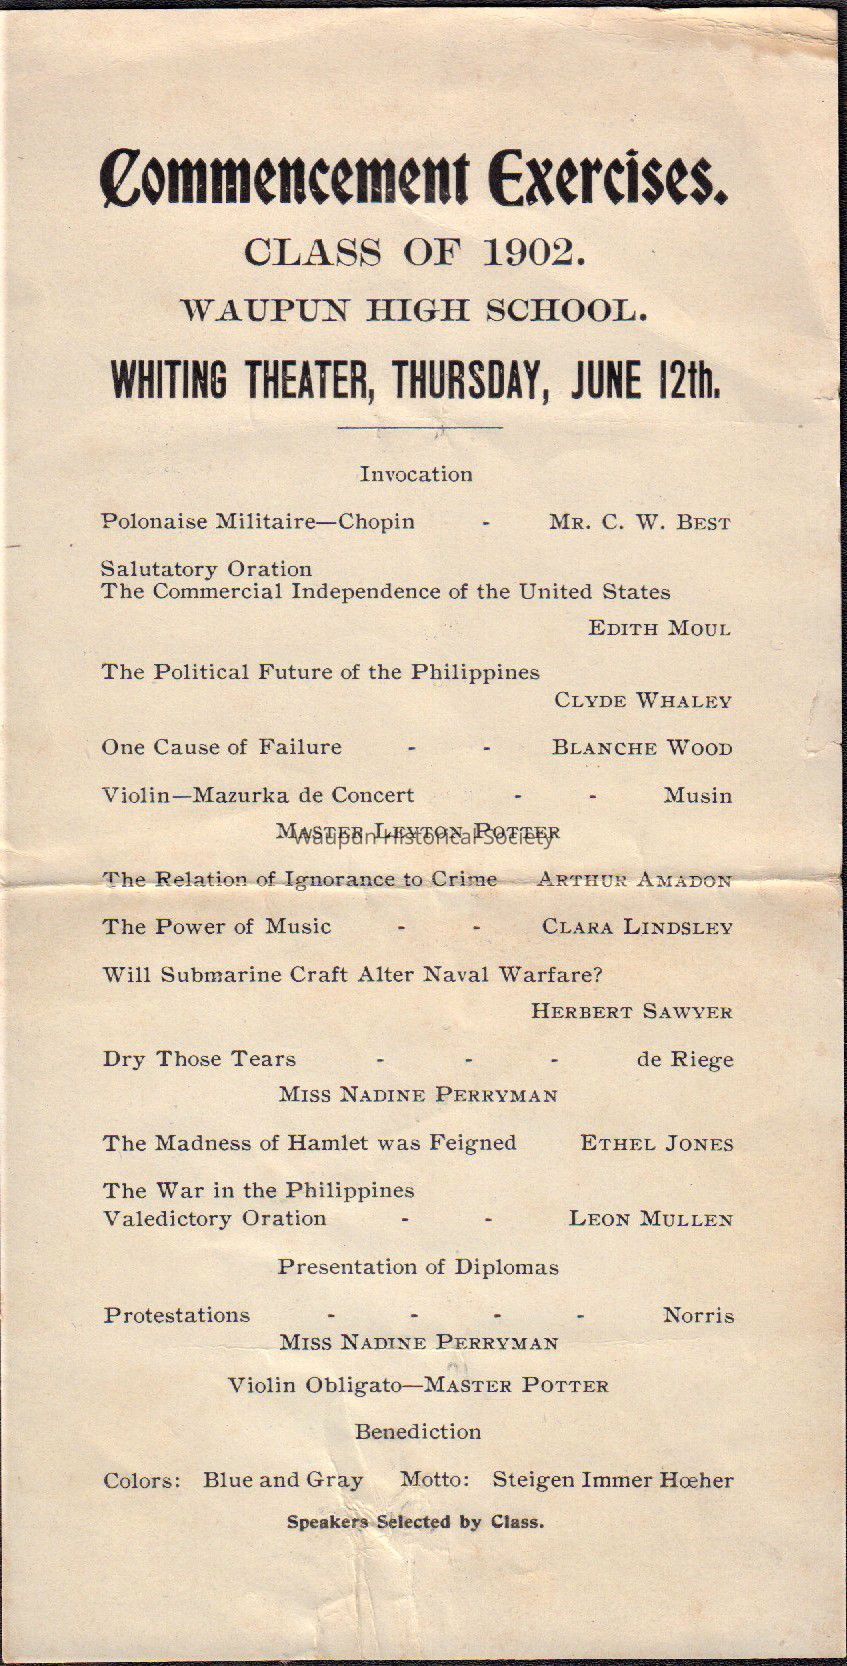 Commencement Exercises.
CLASS OF 1902.
WAUPUN HIGH SCHOOL.
WHITING THEATER, THURSDAY, JUNE 12th.
Invocation
Polonaise Militaire—Chopin - MR. C. W. BEST
Salutatory Oration
The Commercial Independence of the United States
EDITH MOUL
The Political Future of the Philippines
CLYDE WHALEY
One Cause of Failure - - BLANCHE WOOD
Violin—Mazurka de Concert - - Musin
MASTER LEYTON POTTER
Waupun Historical Society
The Relation of Ignorance to Crime ARTHUR AMADON
The Power of Music - - CLARA LINDSLEY
Will Submarine Craft Alter Naval Warfare?
HERBERT SAWYER
Dry Those Tears - - - de Riege
MISS NADINE PERRYMAN
The Madness of Hamlet was Feigned ETHEL JONES
The War in the Philippines
Valedictory Oration - - LEON MULLEN
Presentation of Diplomas
Protestations - - - - Norris
MISS NADINE PERRYMAN
Violin Obligato—MASTER POTTER
Benediction
Colors: Blue and Gray Motto: Steigen Immer Hœher
Speakers Selected by Class.